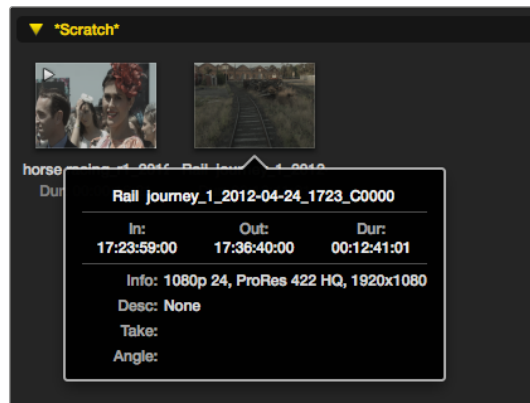 *Scratch*
horse Rail
Dur
Rail journey_1_2012-04-24_1723_C0000
In: Out: Dur:
17:23:59:00 17:36:40:00 00:12:41:01
Info: 1080p 24, ProRes 422 HQ, 1920x1080
Desc: None
Take:
Angle: